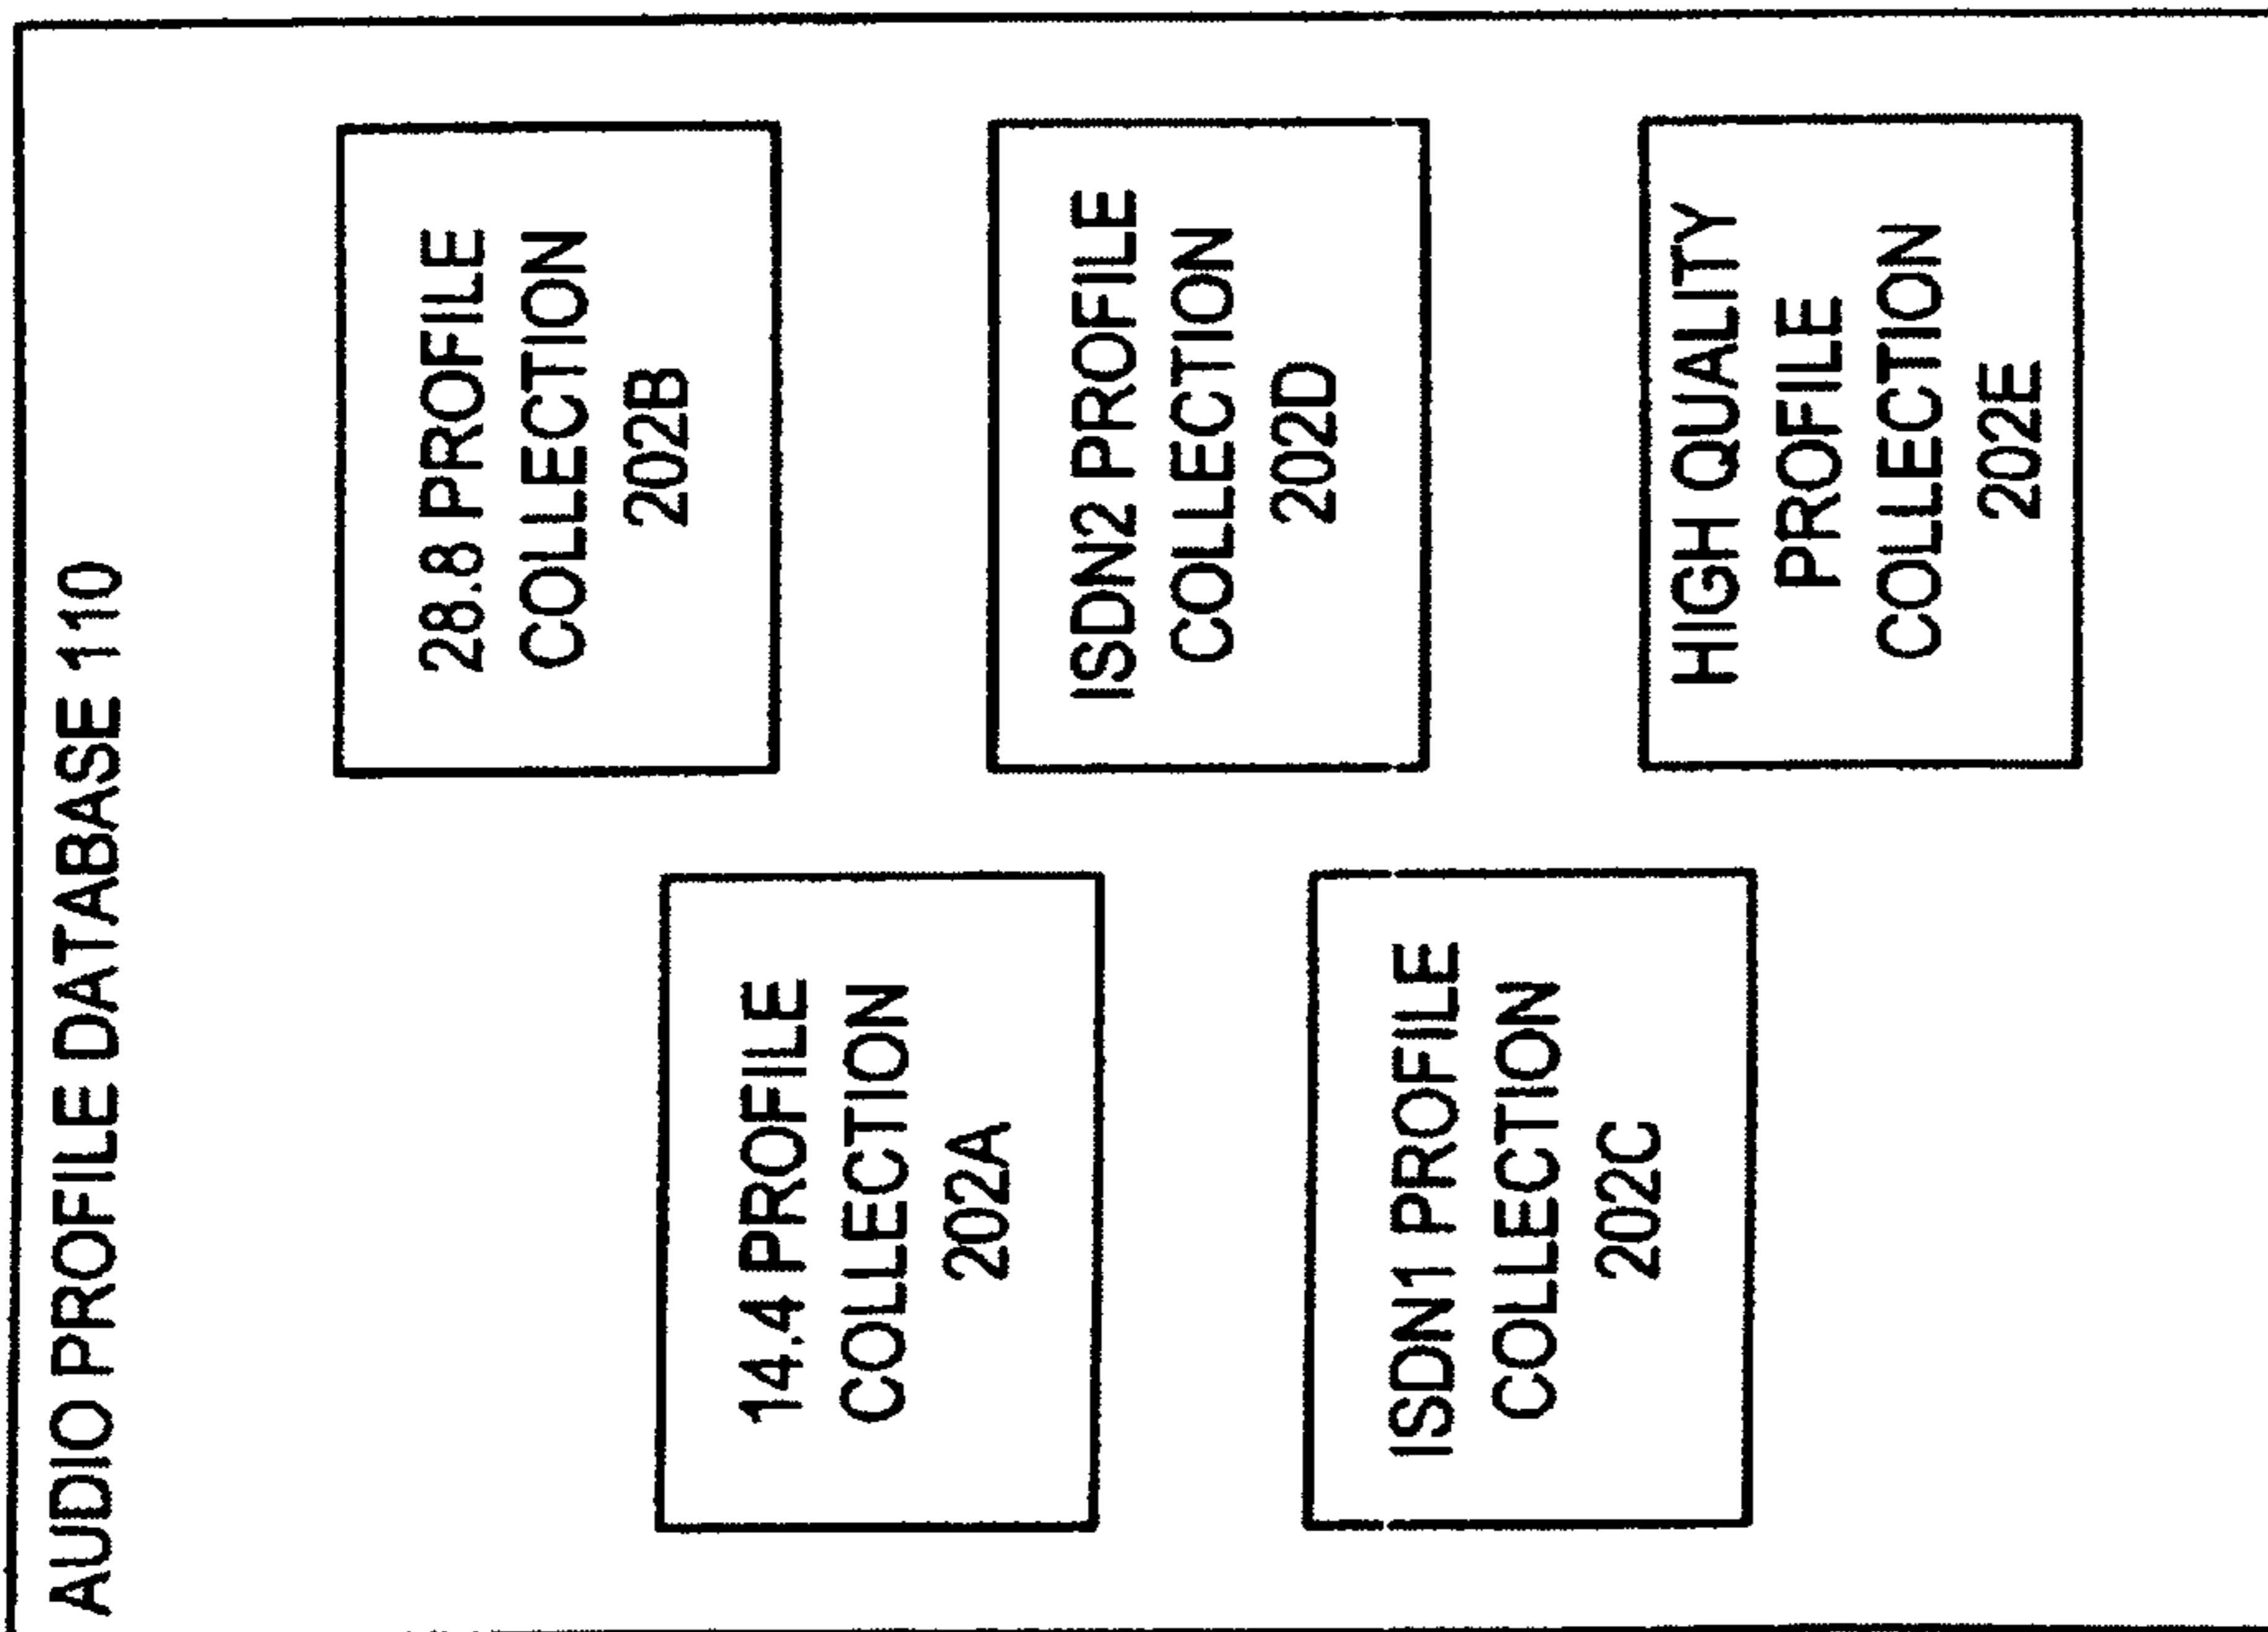 AUDIO PROFILE DATABASE 110
14.4 PROFILE
COLLECTION
202A
28.8 PROFILE
COLLECTION
202B
ISDN1 PROFILE
COLLECTION
202C
ISDN2 PROFILE
COLLECTION
202D
HIGH QUALITY
PROFILE
COLLECTION
202E